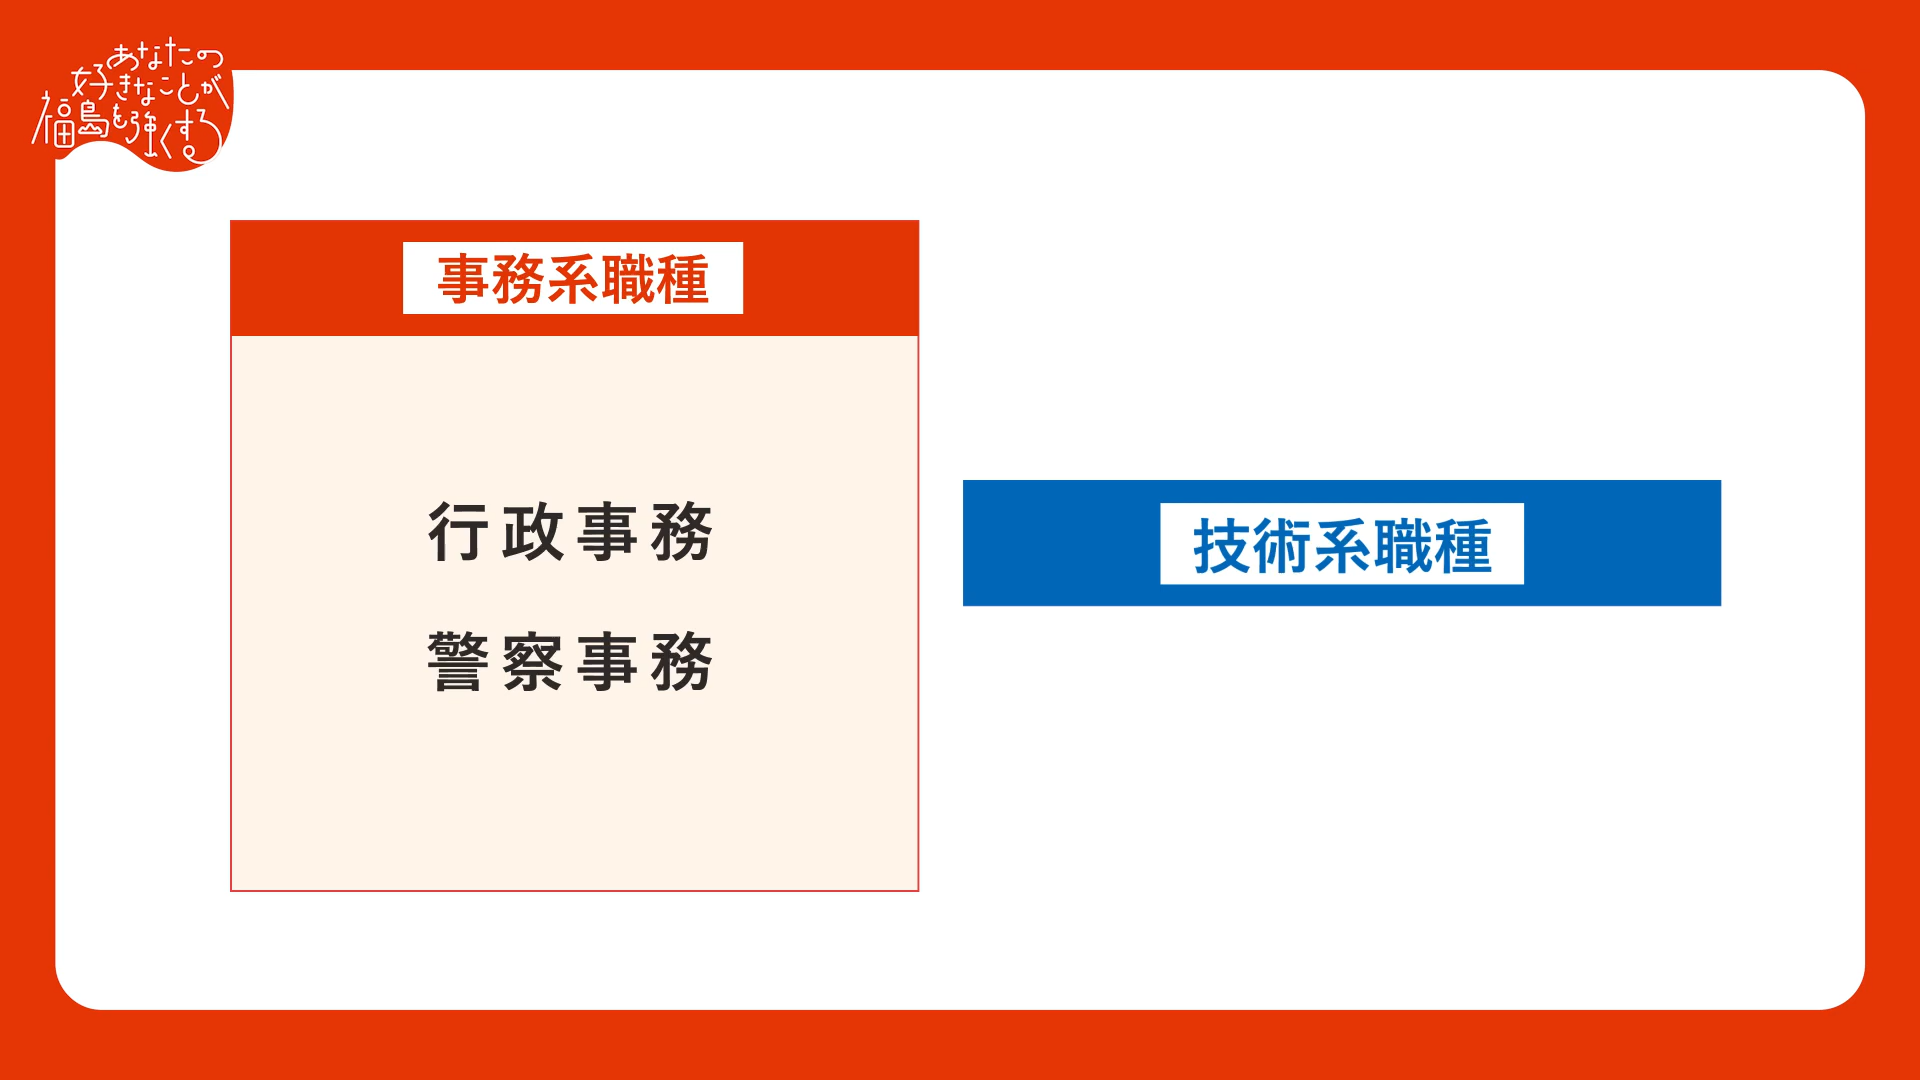 あなたの
好きなことが
福島を強くする
事務系職種
行政事務
警察事務
技術系職種